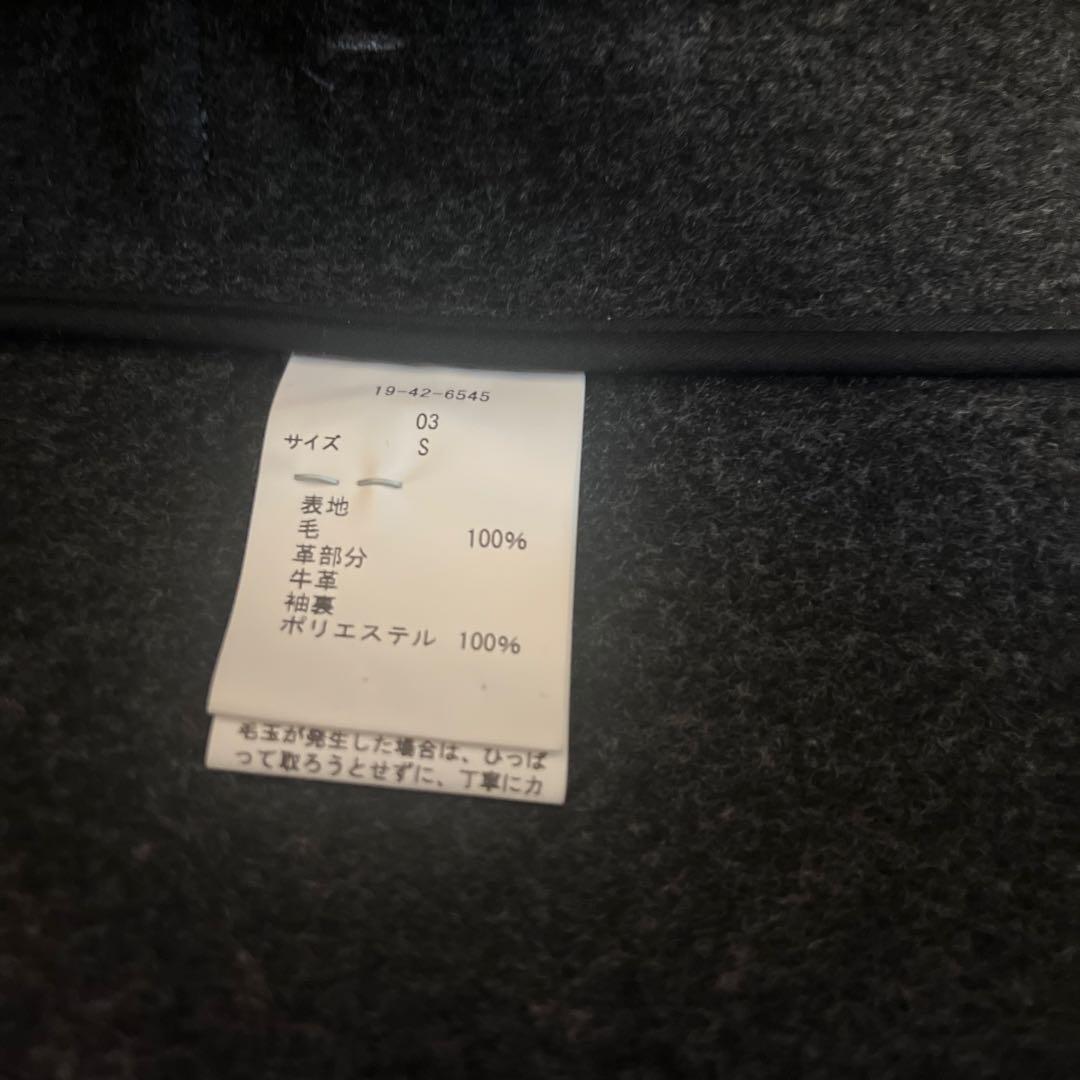 19-42-6545
03
サイズ S
表地
毛 100%
革部分
牛革
袖裏
ポリエステル 100%
毛玉が発生した場合は、ひっぱ
って取ろうとせずに、丁寧にカ